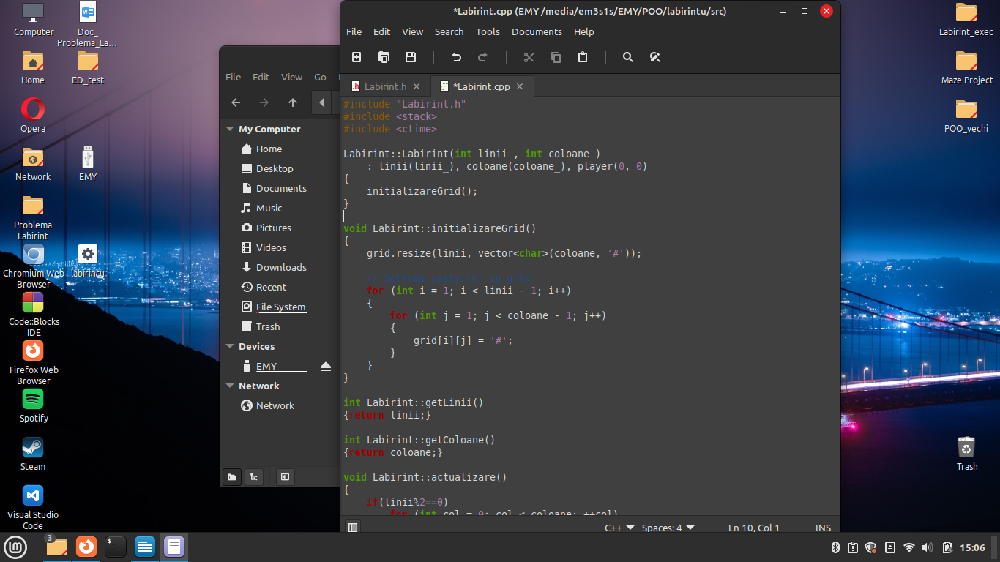 Computer
Doc_
Problema_La...
Home
ED_test
Opera
Network
EMY
Problema
Labirint
Chromium Web
Browser
labirintu
Code::Blocks
IDE
Firefox Web
Browser
Spotify
Steam
Visual Studio
Code
File Edit View Go
My Computer
Home
Desktop
Documents
Music
Pictures
Videos
Downloads
Recent
File System
Trash
Devices
EMY
Network
Network
*Labirint.cpp (EMY /media/em3s1s/EMY/POO/labirintu/src)
File Edit View Search Tools Documents Help
Labirint.h
*Labirint.cpp
#include "Labirint.h"
#include <stack>
#include <ctime>
Labirint::Labirint(int linii_, int coloane_)
: linii(linii_), coloane(coloane_), player(0, 0)
{
initializareGrid();
}
void Labirint::initializareGrid()
{
grid.resize(linii, vector<char>(coloane, '#'));
// Setarea spatiilor in grid
for (int i = 1; i < linii - 1; i++)
{
for (int j = 1; j < coloane - 1; j++)
{
grid[i][j] = '#';
}
}
}
int Labirint::getLinii()
{return linii;}
int Labirint::getColoane()
{return coloane;}
void Labirint::actualizare()
{
if(linii%2==0)
for (int col = 0; col < coloane; ++col)
C++
Spaces: 4
Ln 10, Col 1
INS
Labirint_exec
Maze Project
POO_vechi
Trash
3
15:06